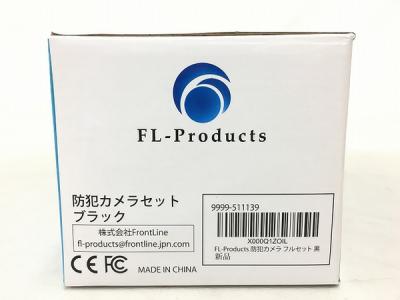 FL-Products
防犯カメラセット
ブラック
株式会社FrontLine
fl-products@frontline.jpn.com
CE FC
MADE IN CHINA
9999-511139
X000Q1ZOIL
FL-Products 防犯カメラ フルセット 黒
新品